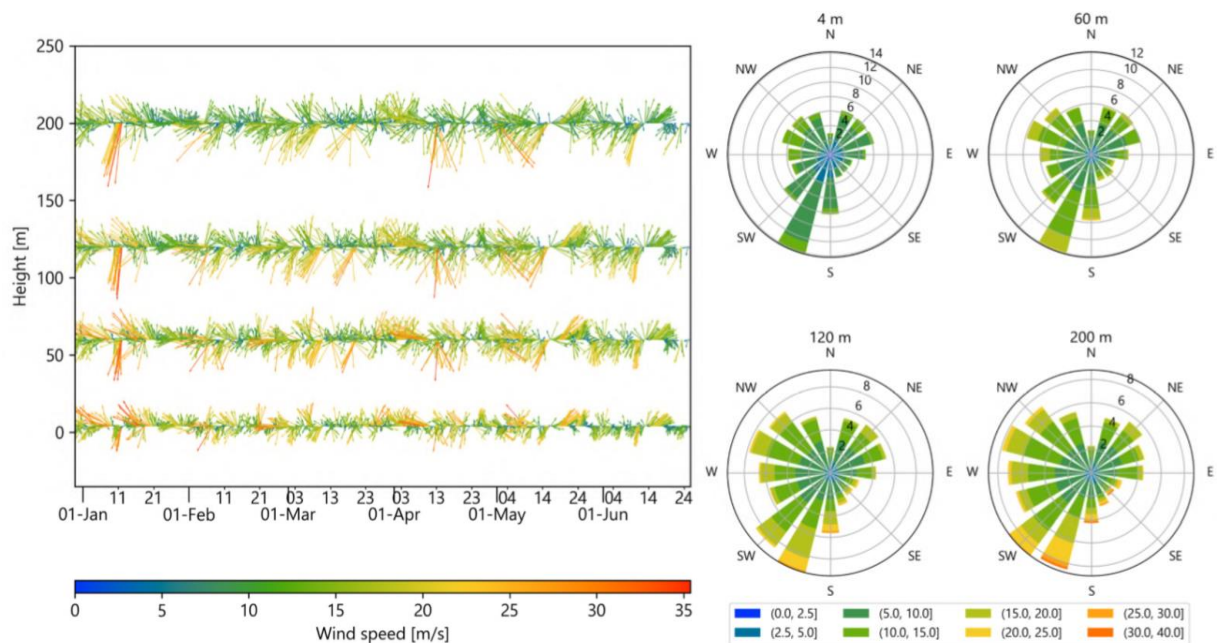 250
200
150
100
50
0
Height [m]
11 21 11 21 03 13 23 03 13 23 04 14 24 04 14 24
01-Jan 01-Feb 01-Mar 01-Apr 01-May 01-Jun
0 5 10 15 20 25 30 35
Wind speed [m/s]
4 m
N
NW NE
14
12
10
8
6
4
2
W E
SW SE
S
60 m
N
NW NE
12
10
8
6
4
2
W E
SW SE
S
120 m
N
NW NE
8
6
4
2
W E
SW SE
S
200 m
N
NW NE
8
6
4
2
W E
SW SE
S
(0.0, 2.5] (5.0, 10.0] (15.0, 20.0] (25.0, 30.0]
(2.5, 5.0] (10.0, 15.0] (20.0, 25.0] (30.0, 40.0]